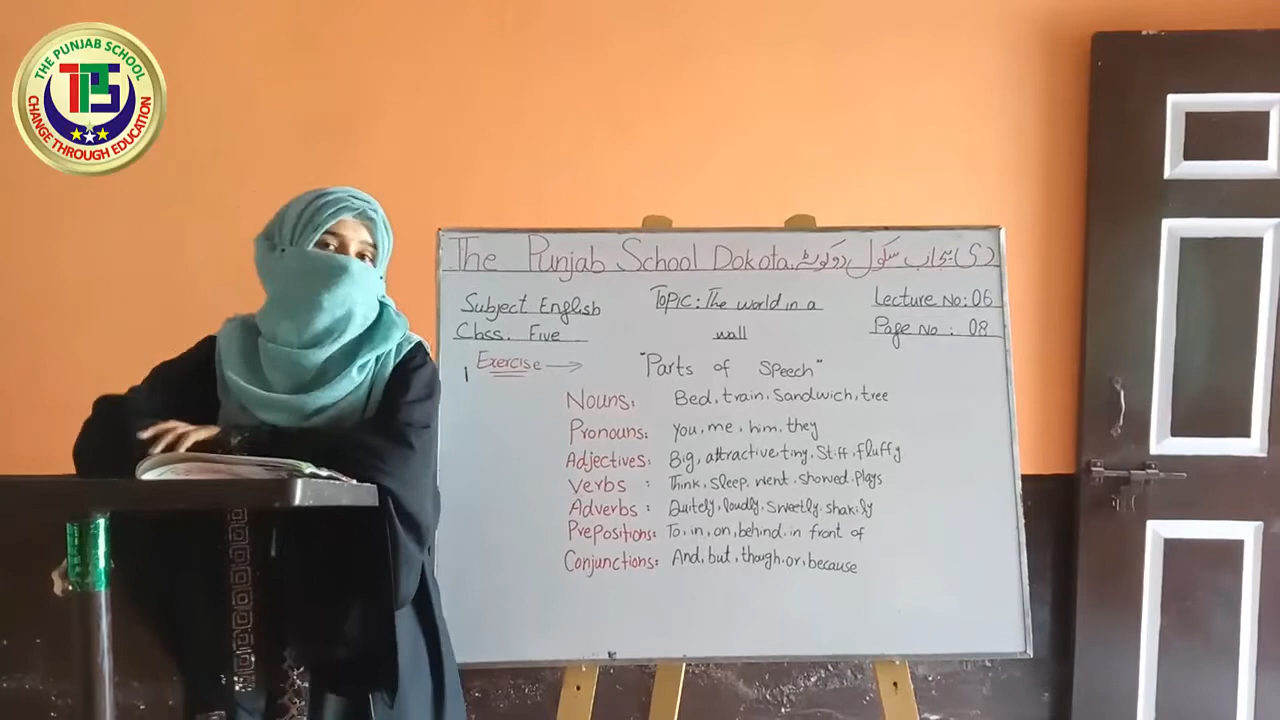 THE PUNJAB SCHOOL
TPS
CHANGE THROUGH EDUCATION
The Punjab School Dokota. دی پنجاب سکول دوکوٹہ
Subject English
Class. Five
Topic: The world in a
wall
Lecture No: 06
Page No : 08
1 Exercise → "Parts of Speech"
Nouns: Bed, train, Sandwich, tree
Pronouns: You, me, him, they
Adjectives: Big, attractive, tiny, Stiff, fluffy
Verbs : Think, sleep, went, showed, plays
Adverbs : Quitely, loudly, sweetly, shakily
Prepositions: To, in, on, behind, in front of
Conjunctions: And, but, though, or, because